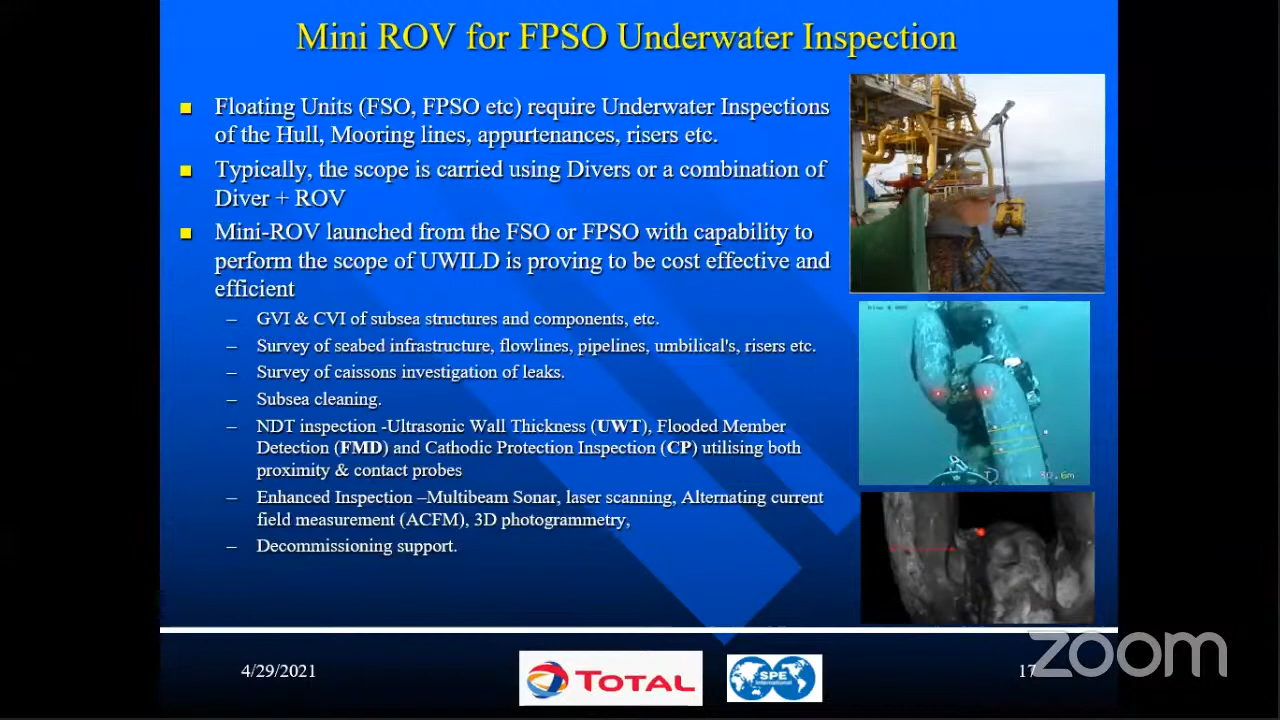 Mini ROV for FPSO Underwater Inspection
Floating Units (FSO, FPSO etc) require Underwater Inspections
of the Hull, Mooring lines, appurtenances, risers etc.
Typically, the scope is carried using Divers or a combination of
Diver + ROV
Mini-ROV launched from the FSO or FPSO with capability to
perform the scope of UWILD is proving to be cost effective and
efficient
– GVI & CVI of subsea structures and components, etc.
– Survey of seabed infrastructure, flowlines, pipelines, umbilical's, risers etc.
– Survey of caissons investigation of leaks.
– Subsea cleaning.
– NDT inspection -Ultrasonic Wall Thickness (UWT), Flooded Member
Detection (FMD) and Cathodic Protection Inspection (CP) utilising both
proximity & contact probes
– Enhanced Inspection –Multibeam Sonar, laser scanning, Alternating current
field measurement (ACFM), 3D photogrammetry,
– Decommissioning support.
4/29/2021
TOTAL
SPE
International
17
zoom